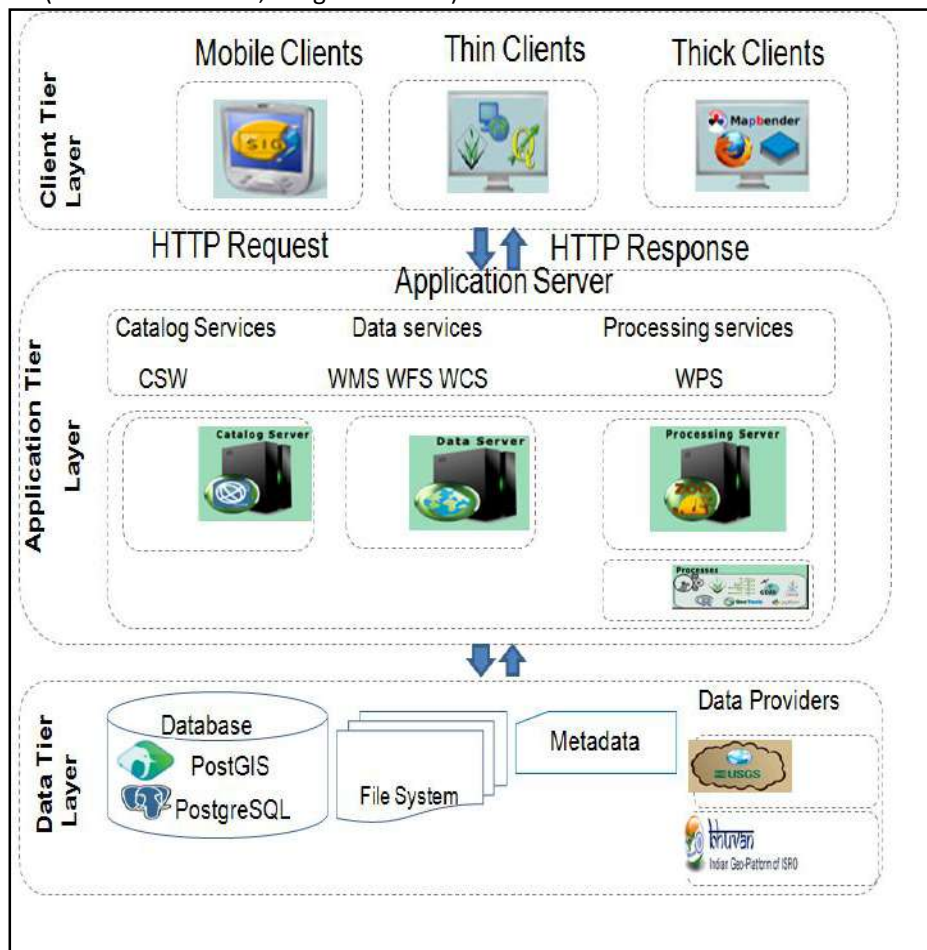 Mobile Clients
Thin Clients
Thick Clients
Client Tier
Layer
SIG
Mapbender
HTTP Request
HTTP Response
Application Server
Application Tier
Layer
Catalog Services
Data services
Processing services
CSW
WMS WFS WCS
WPS
Catalog Server
Data Server
Processing Server
ZOO
Processes
Data Tier
Layer
Database
PostGIS
PostgreSQL
File System
Metadata
Data Providers
USGS
bhuvan
Indian Geo-Platform of ISRO